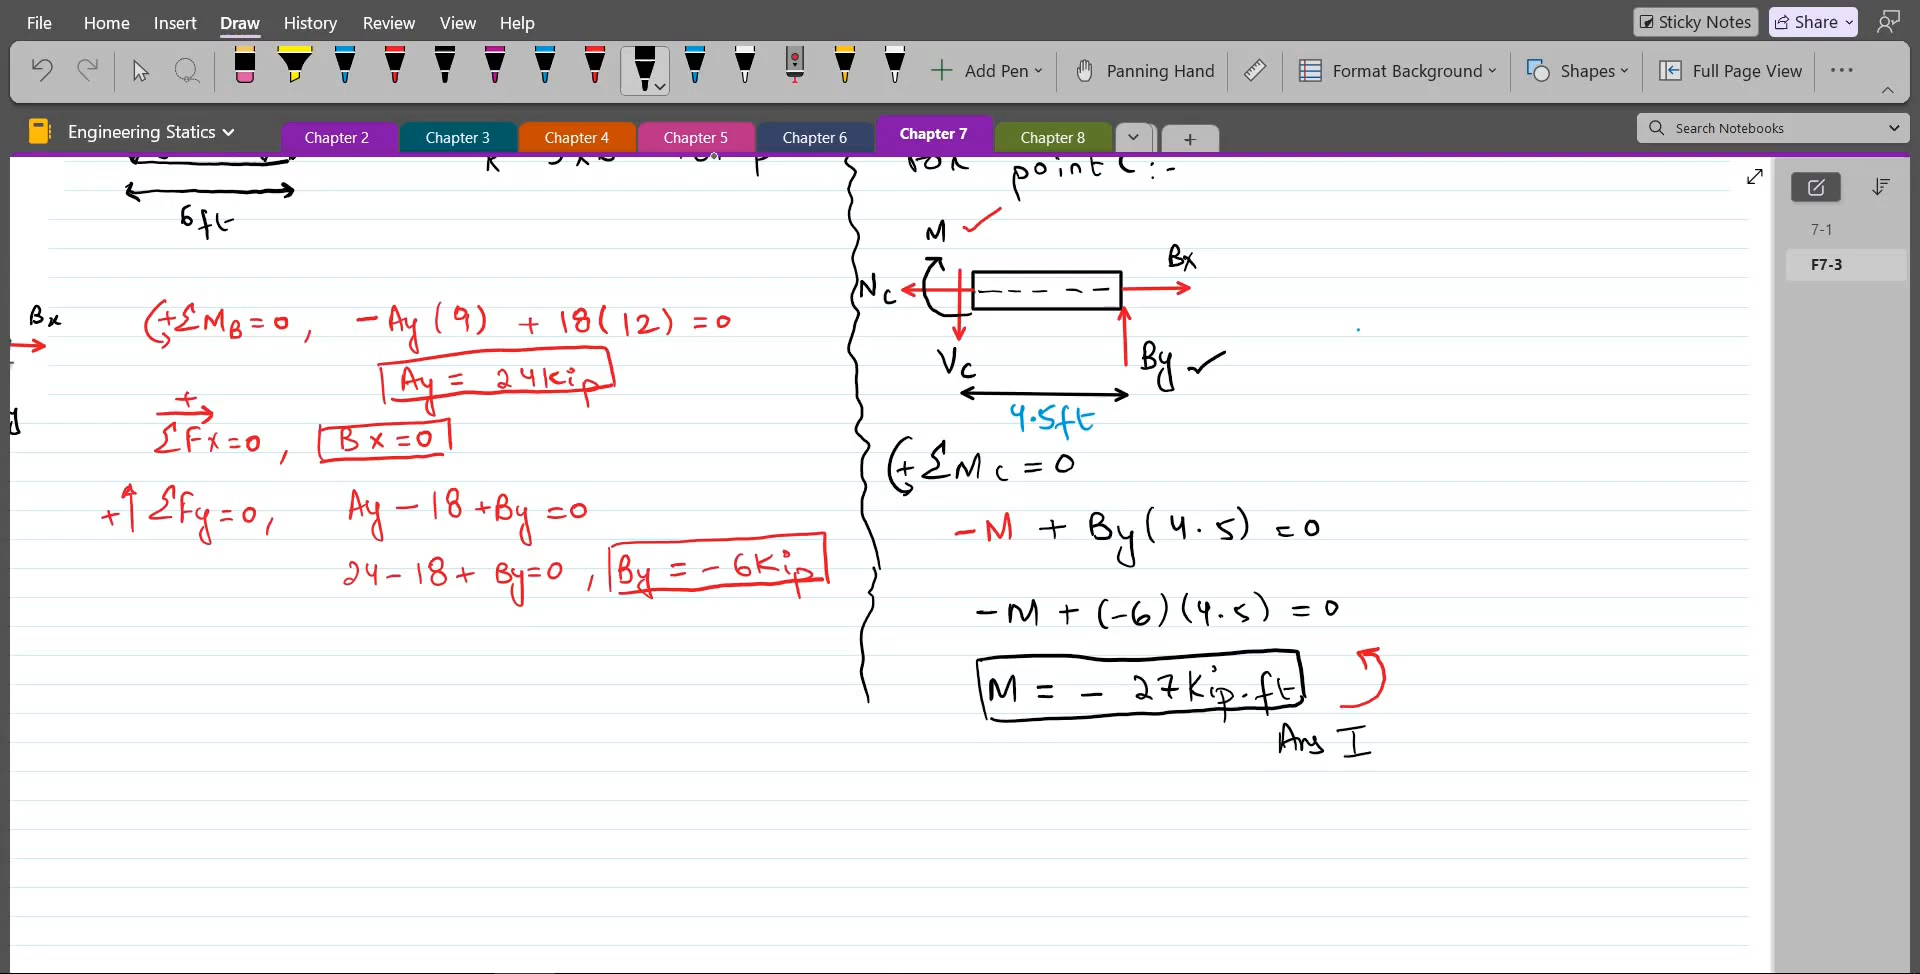 File Home Insert Draw History Review View Help Sticky Notes Share
Add Pen Panning Hand Format Background Shapes Full Page View
Engineering Statics Chapter 2 Chapter 3 Chapter 4 Chapter 5 Chapter 6 Chapter 7 Chapter 8 + Search Notebooks
7-1
F7-3
6ft
Bx
(+ΣM_B=0, -Ay(9) + 18(12) =0
Ay = 24Kip
+
ΣFx=0, Bx=0
+↑ΣFy=0, Ay-18+By=0
24-18+By=0, By=-6Kip
point C:-
M ✓
Nc
Bx
Vc
By ✓
4.5ft
(+ΣMc=0
-M + By(4.5) =0
-M + (-6)(4.5) =0
M = - 27Kip.ft
Ans I